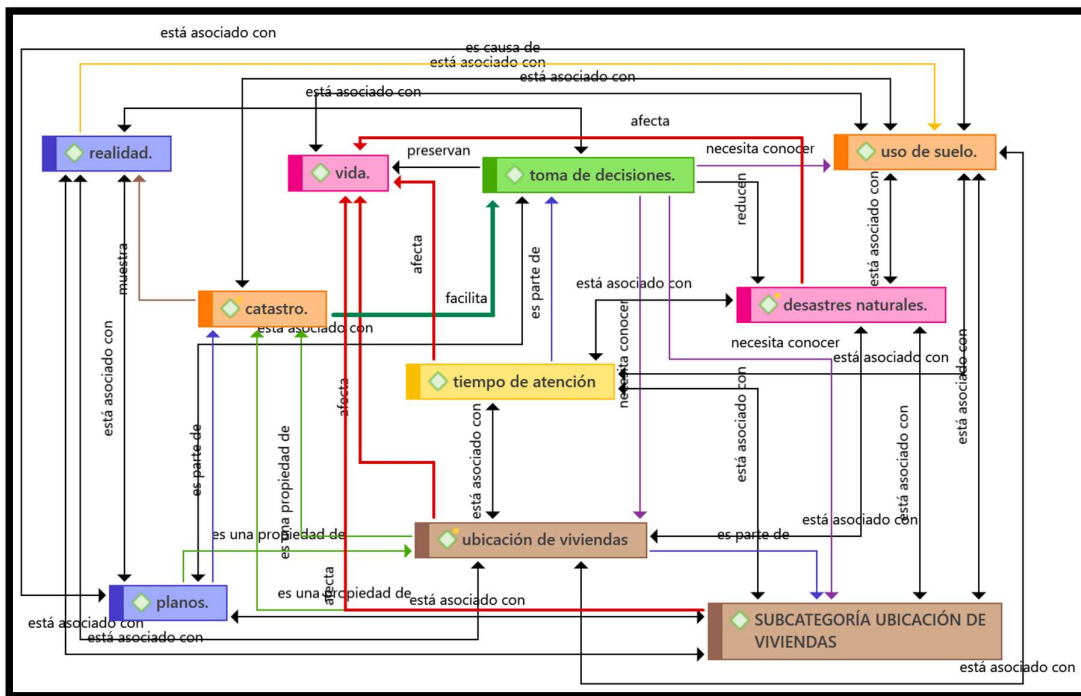 está asociado con
es causa de
está asociado con
está asociado con
está asociado con
afecta
realidad.
vida.
preservan
toma de decisiones.
necesita conocer
uso de suelo.
reducen
está asociado con
muestra
afecta
es parte de
está asociado con
catastro.
facilita
desastres naturales.
está asociado con
necesita conocer
necesita conocer
está asociado con
tiempo de atención
está asociado con
afecta
está asociado con
está asociado con
está asociado con
es parte de
es una propiedad de
está asociado con
está asociado con
es una propiedad de
ubicación de viviendas
es parte de
es una propiedad de
afecta
está asociado con
planos.
SUBCATEGORÍA UBICACIÓN DE
VIVIENDAS
está asociado con
está asociado con
está asociado con